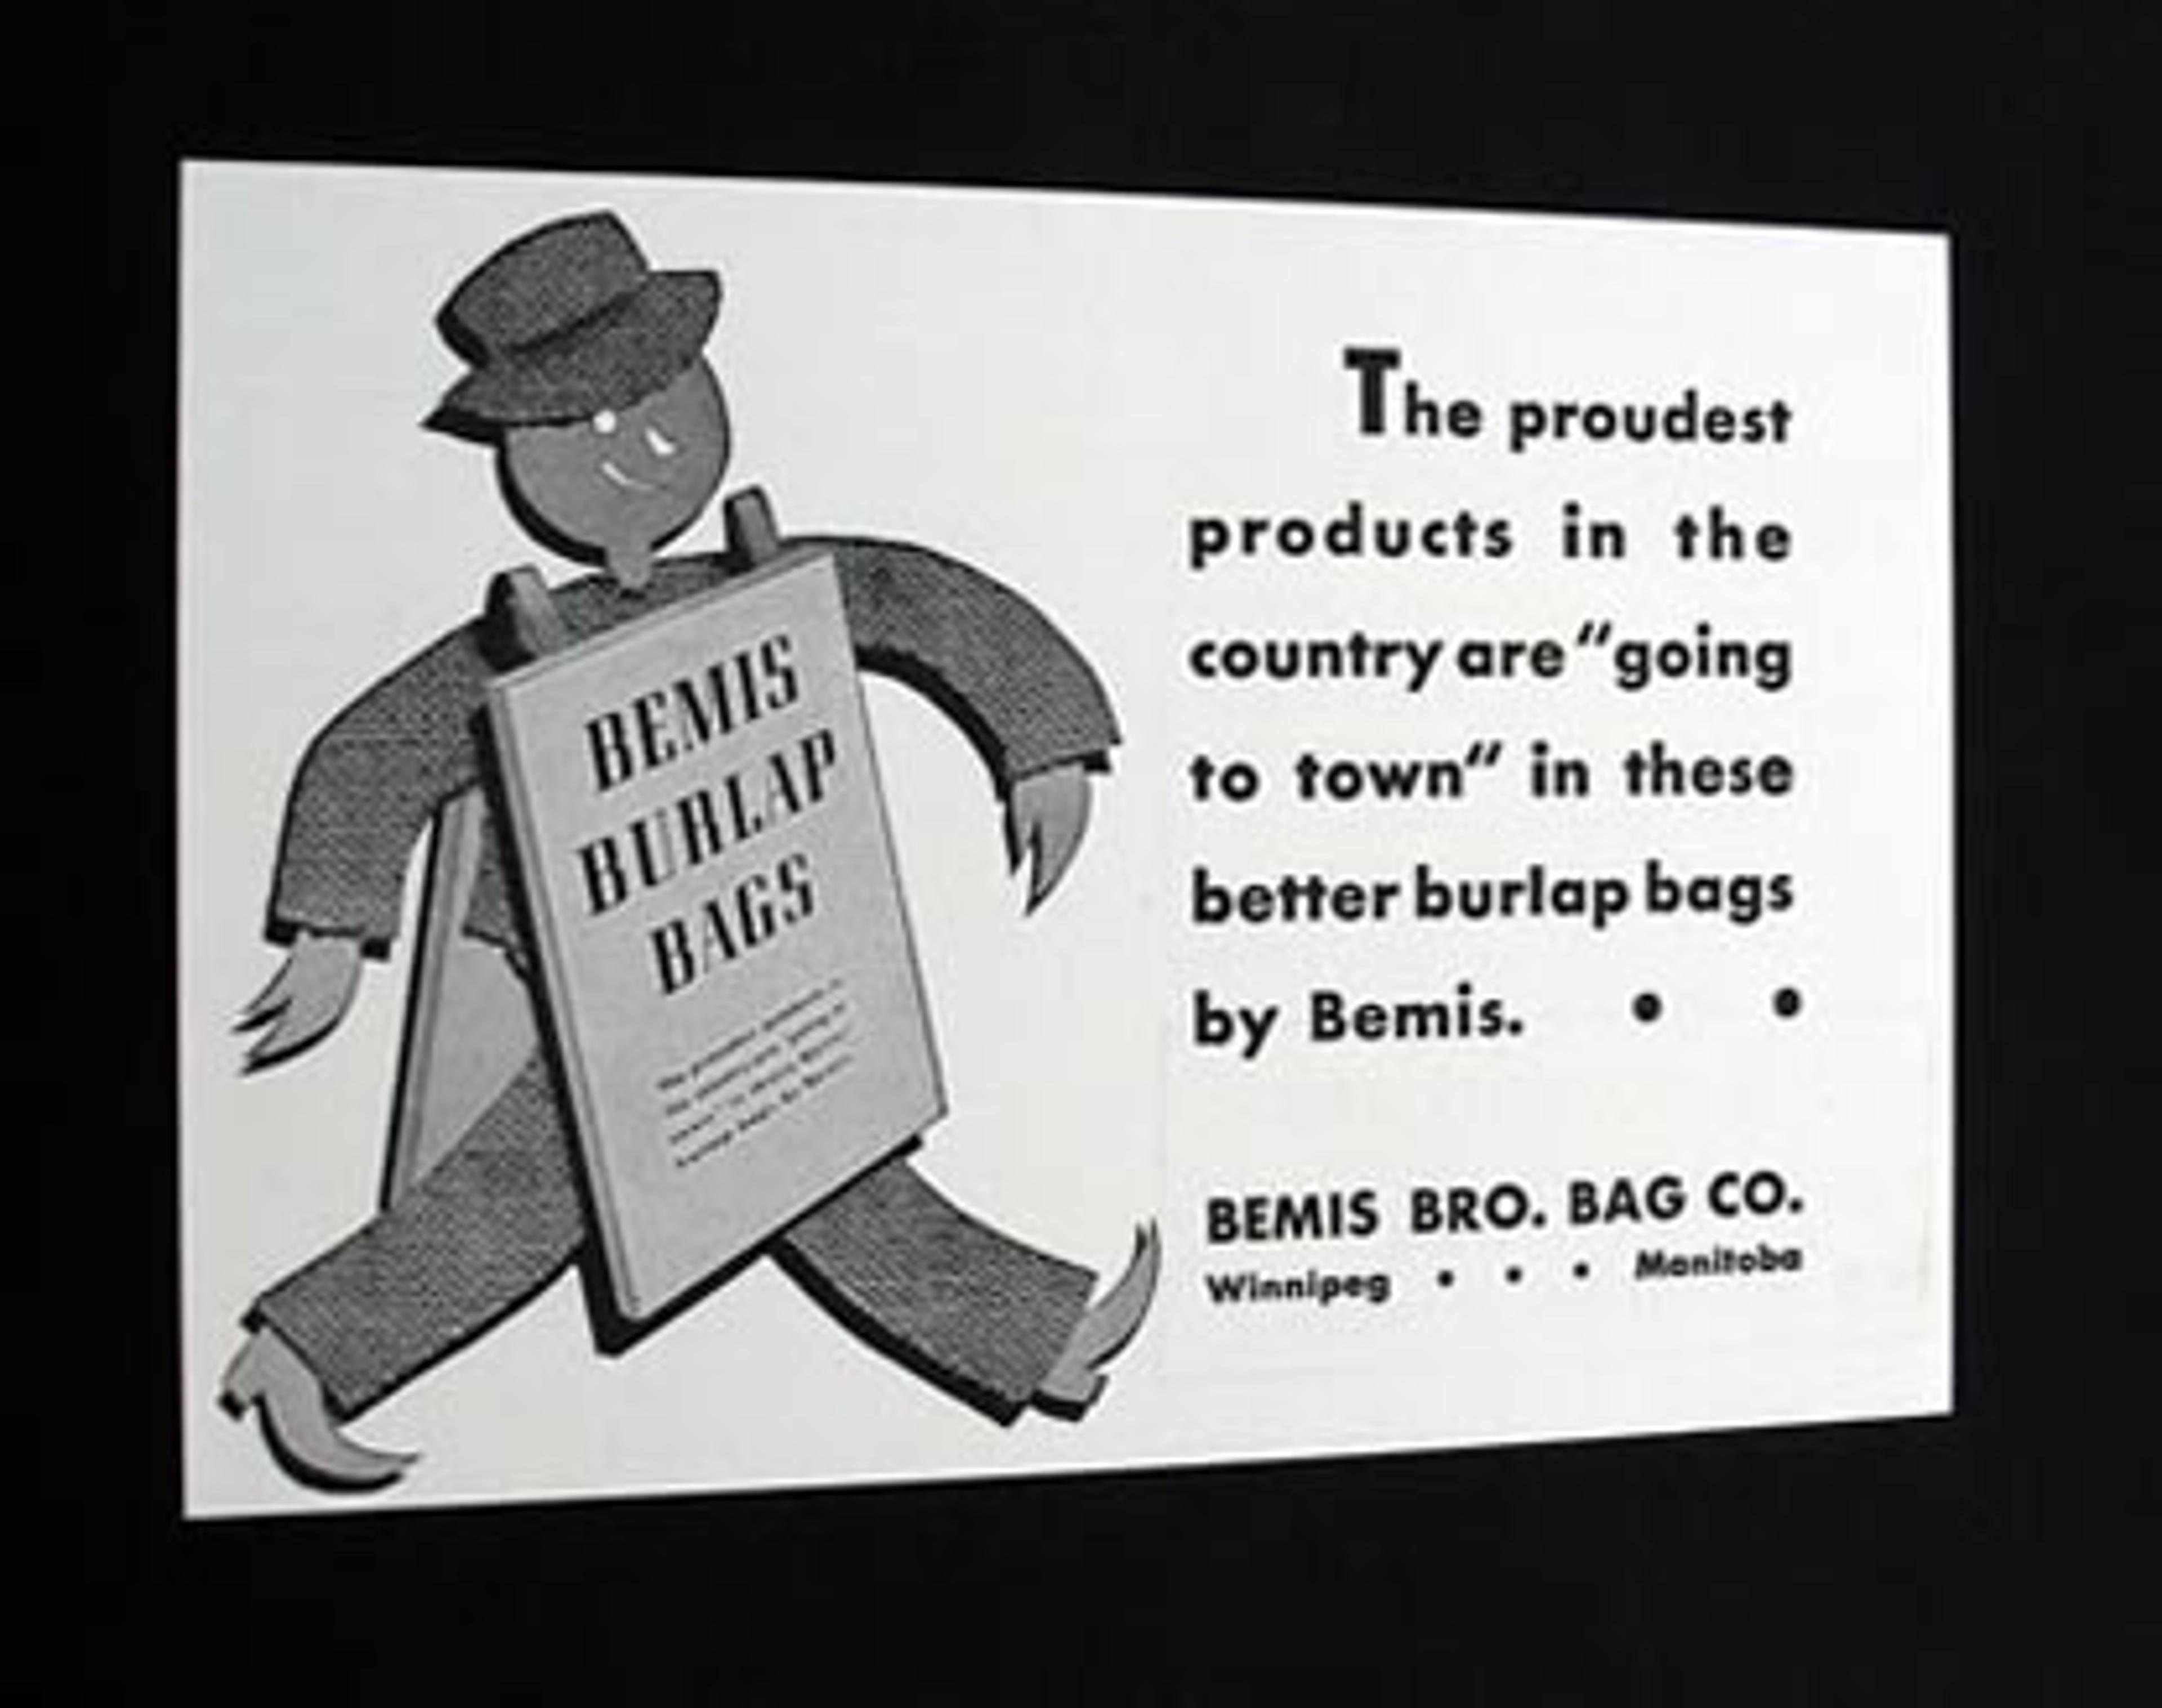 BEMIS
BURLAP
BAGS
The proudest
products in the
country are "going
to town" in these
better burlap bags
by Bemis. • •
BEMIS BRO. BAG CO.
Winnipeg • • • Manitoba